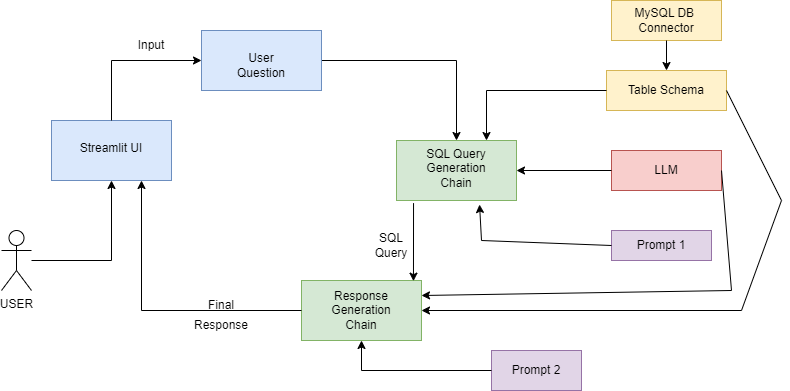 MySQL DB
Connector
Input
User
Question
Table Schema
Streamlit UI
SQL Query
Generation
Chain
LLM
SQL
Query
Prompt 1
USER
Final
Response
Response
Generation
Chain
Prompt 2